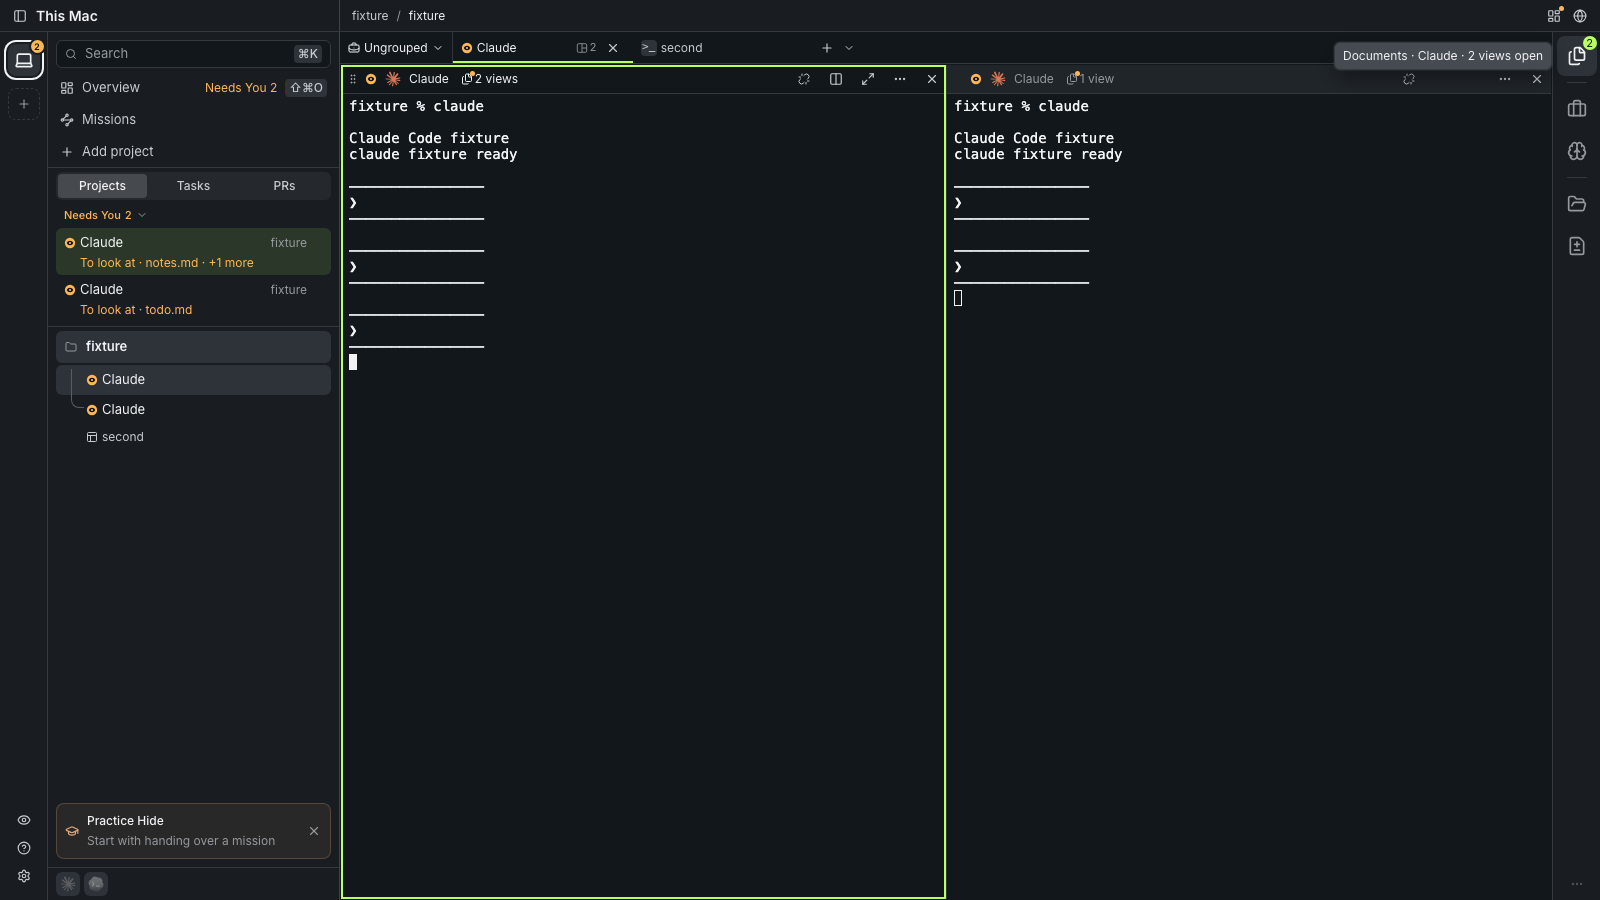 This Mac
fixture / fixture
2
Search ⌘K
Overview Needs You 2 ⇧⌘O
Missions
Add project
Projects Tasks PRs
Needs You 2
Claude fixture
To look at · notes.md · +1 more
Claude fixture
To look at · todo.md
fixture
Claude
Claude
second
Practice Hide
Start with handing over a mission
Ungrouped
Claude 2
>_ second
Claude 2 views
fixture % claude
Claude Code fixture
claude fixture ready
❯
❯
❯
Claude 1 view
fixture % claude
Claude Code fixture
claude fixture ready
❯
❯
Documents · Claude · 2 views open
2